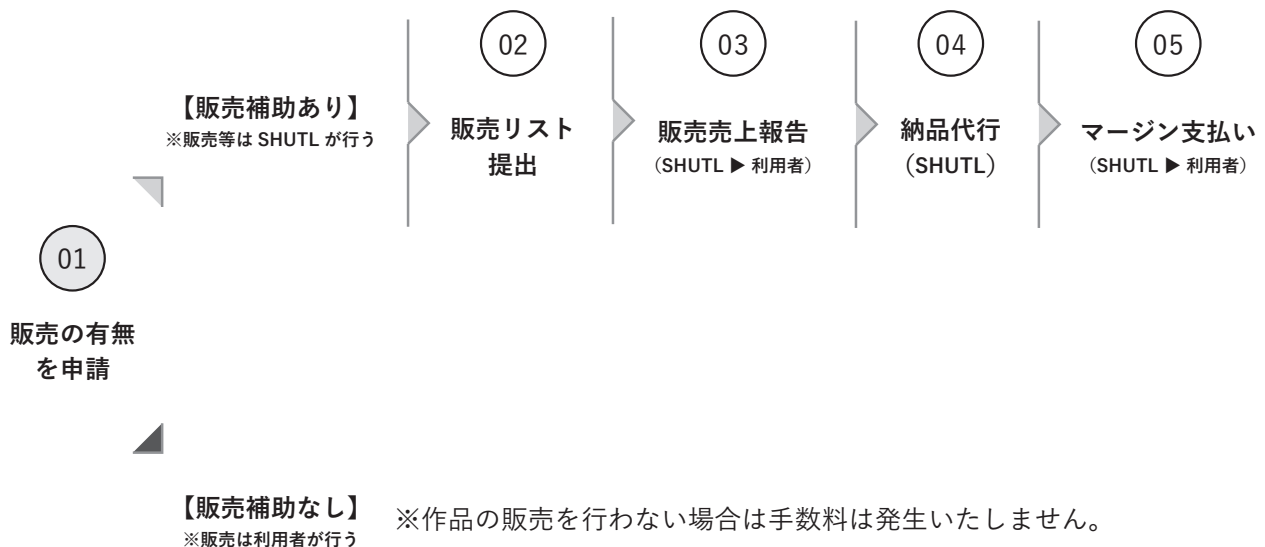 01
販売の有無
を申請
【販売補助あり】
※販売等は SHUTL が行う
02
販売リスト
提出
03
販売売上報告
(SHUTL ▶ 利用者)
04
納品代行
(SHUTL)
05
マージン支払い
(SHUTL ▶ 利用者)
【販売補助なし】
※販売は利用者が行う
※作品の販売を行わない場合は手数料は発生いたしません。